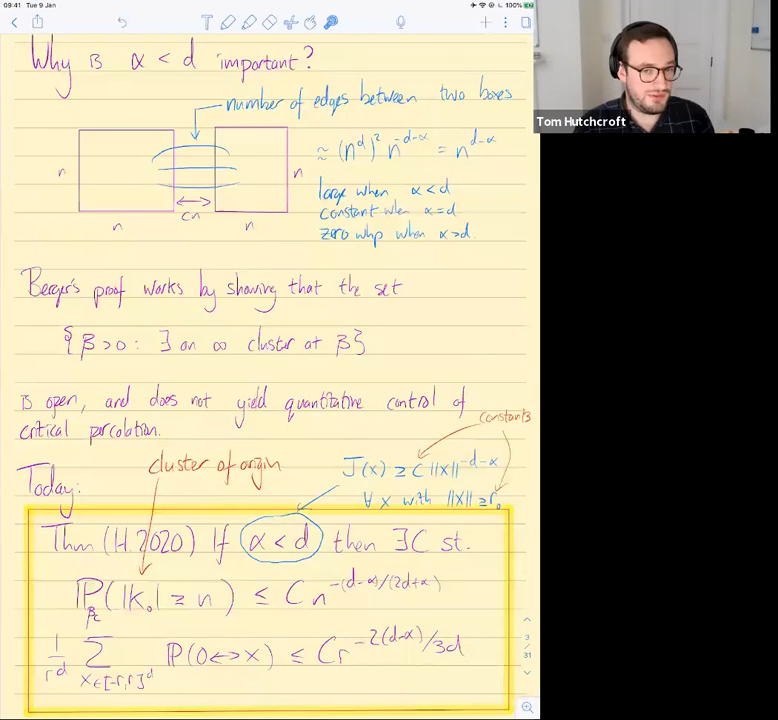 09:41 Tue 9 Jan
100%
Why is α < d important?
number of edges between two boxes
n
n
n
n
cn
≈ (n^d)^2 n^{-d-α} = n^{d-α}
large when α<d
constant when α=d
zero whp when α>d.
Berger's proof works by showing that the set
{β>0: ∃ an ∞ cluster at β}
is open, and does not yield quantitative control of
critical percolation.
constants
Today:
cluster of origin
J(x) ≥ C ||x||^{-d-α}
∀ x with ||x|| ≥ r_0
Thm (H. 2020) If α<d then ∃C st.
ℙ_{β_c}(|K_0| ≥ n) ≤ C n^{-(d-α)/(2d+α)}
1/r^d Σ_{x∈[-r,r]^d} ℙ(0↔x) ≤ C r^{-2(d-α)/3d}
3
/
31
Tom Hutchcroft